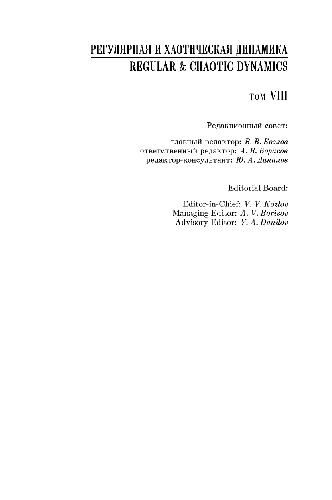 РЕГУЛЯРНАЯ И ХАОТИЧЕСКАЯ ДИНАМИКА
REGULAR & CHAOTIC DYNAMICS
том VIII
Редакционный совет:
главный редактор: В. В. Козлов
ответственный редактор: А. В. Борисов
редактор-консультант: Ю. А. Данилов
Editorial Board:
Editor-in-Chief: V. V. Kozlov
Managing Editor: A. V. Borisov
Advisory Editor: Y. A. Danilov